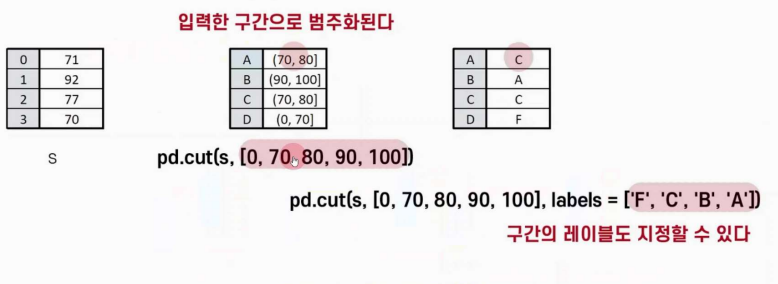 입력한 구간으로 범주화된다
0 71
1 92
2 77
3 70
s
A (70, 80]
B (90, 100]
C (70, 80]
D (0, 70]
pd.cut(s, [0, 70, 80, 90, 100])
A C
B A
C C
D F
pd.cut(s, [0, 70, 80, 90, 100], labels = ['F', 'C', 'B', 'A'])
구간의 레이블도 지정할 수 있다